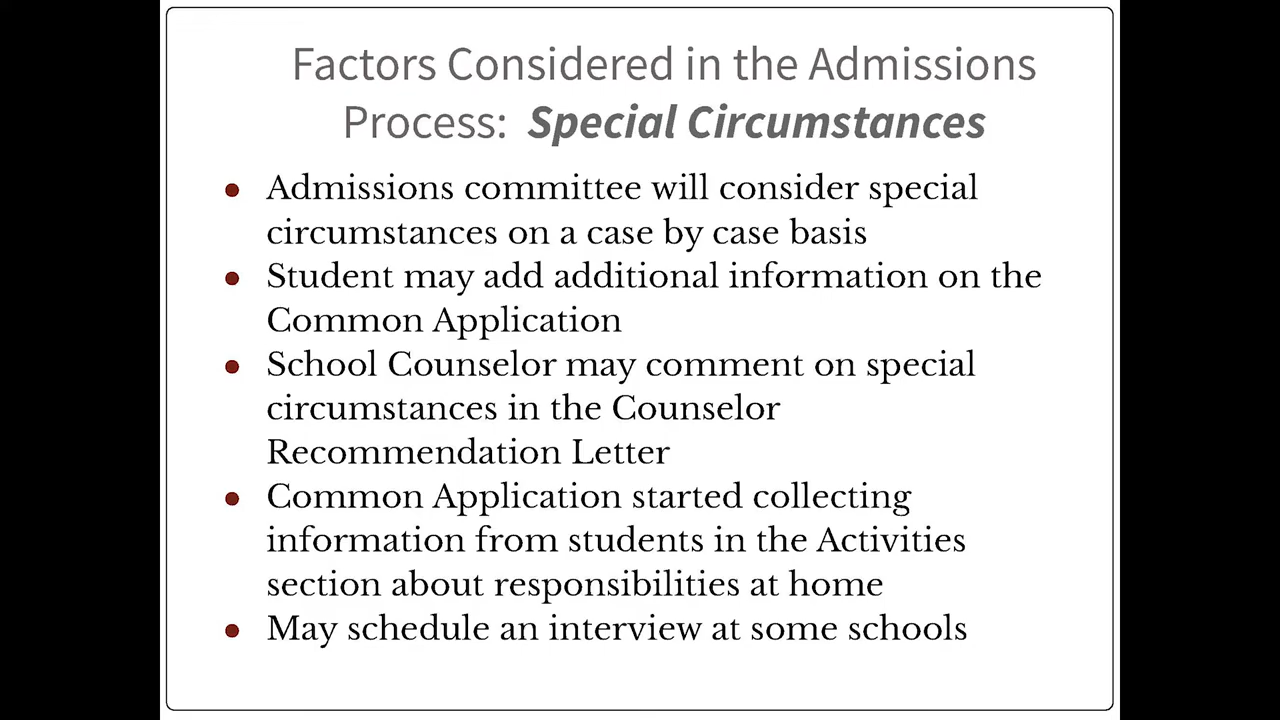 Factors Considered in the Admissions
Process: Special Circumstances
● Admissions committee will consider special
circumstances on a case by case basis
● Student may add additional information on the
Common Application
● School Counselor may comment on special
circumstances in the Counselor
Recommendation Letter
● Common Application started collecting
information from students in the Activities
section about responsibilities at home
● May schedule an interview at some schools